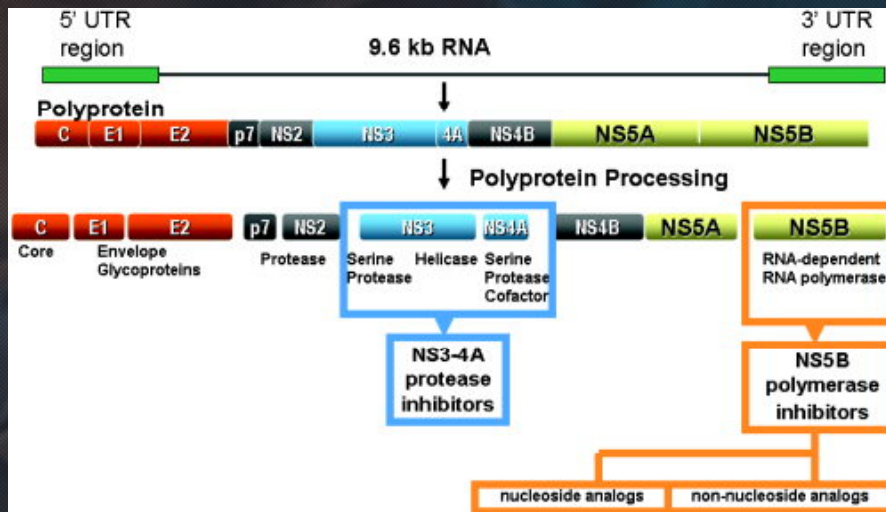 5' UTR
region
9.6 kb RNA
3' UTR
region
Polyprotein
C E1 E2 p7 NS2 NS3 4A NS4B NS5A NS5B
Polyprotein Processing
C E1 E2 p7 NS2 NS3 NS4A NS4B NS5A NS5B
Core
Envelope
Glycoproteins
Protease
Serine
Protease
Helicase
Serine
Protease
Cofactor
RNA-dependent
RNA polymerase
NS3-4A
protease
inhibitors
NS5B
polymerase
inhibitors
nucleoside analogs
non-nucleoside analogs